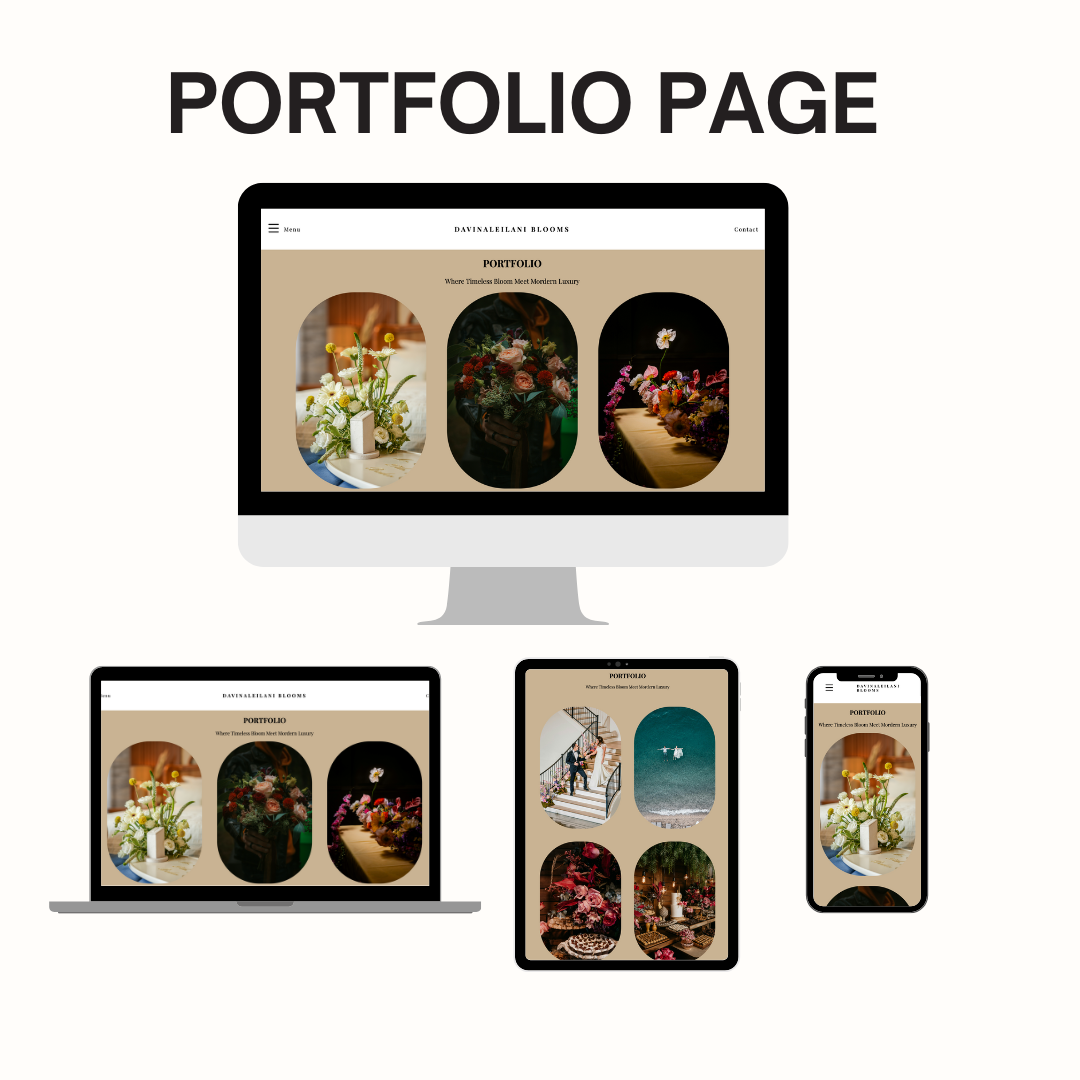 PORTFOLIO PAGE
Menu
DAVINALEILANI BLOOMS
Contact
PORTFOLIO
Where Timeless Bloom Meet Mordern Luxury
DAVINALEILANI BLOOMS
PORTFOLIO
Where Timeless Bloom Meet Mordern Luxury
PORTFOLIO
Where Timeless Bloom Meet Mordern Luxury
DAVINALEILANI
BLOOMS
PORTFOLIO
Where Timeless Bloom Meet Mordern Luxury